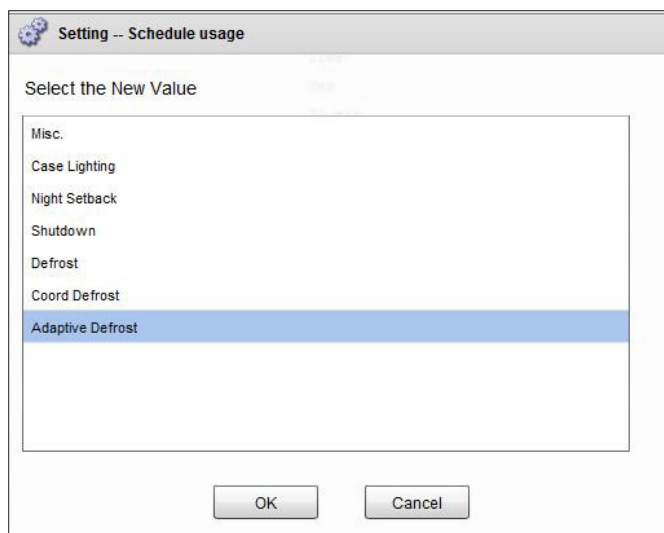 Setting -- Schedule usage
Select the New Value
Misc.
Case Lighting
Night Setback
Shutdown
Defrost
Coord Defrost
Adaptive Defrost
OK
Cancel